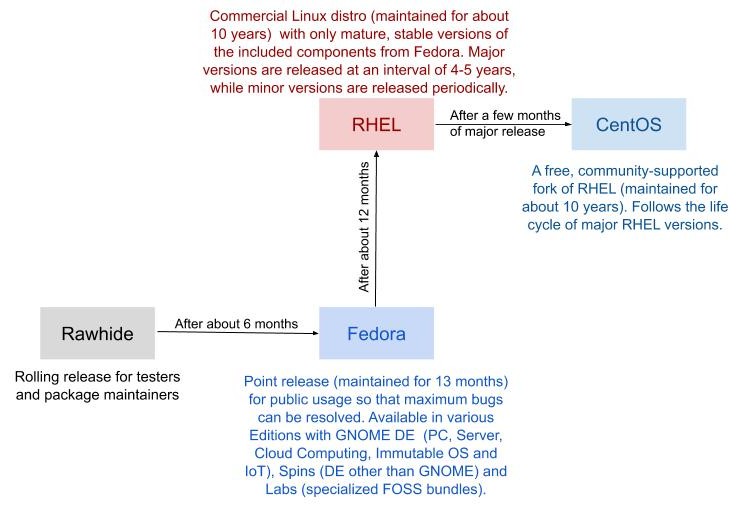 Commercial Linux distro (maintained for about
10 years)  with only mature, stable versions of
the included components from Fedora. Major
versions are released at an interval of 4-5 years,
while minor versions are released periodically.
RHEL
After a few months
of major release
CentOS
A free, community-supported
fork of RHEL (maintained for
about 10 years). Follows the life
cycle of major RHEL versions.
After about 12 months
Rawhide
After about 6 months
Fedora
Rolling release for testers
and package maintainers
Point release (maintained for 13 months)
for public usage so that maximum bugs
can be resolved. Available in various
Editions with GNOME DE  (PC, Server,
Cloud Computing, Immutable OS and
IoT), Spins (DE other than GNOME) and
Labs (specialized FOSS bundles).